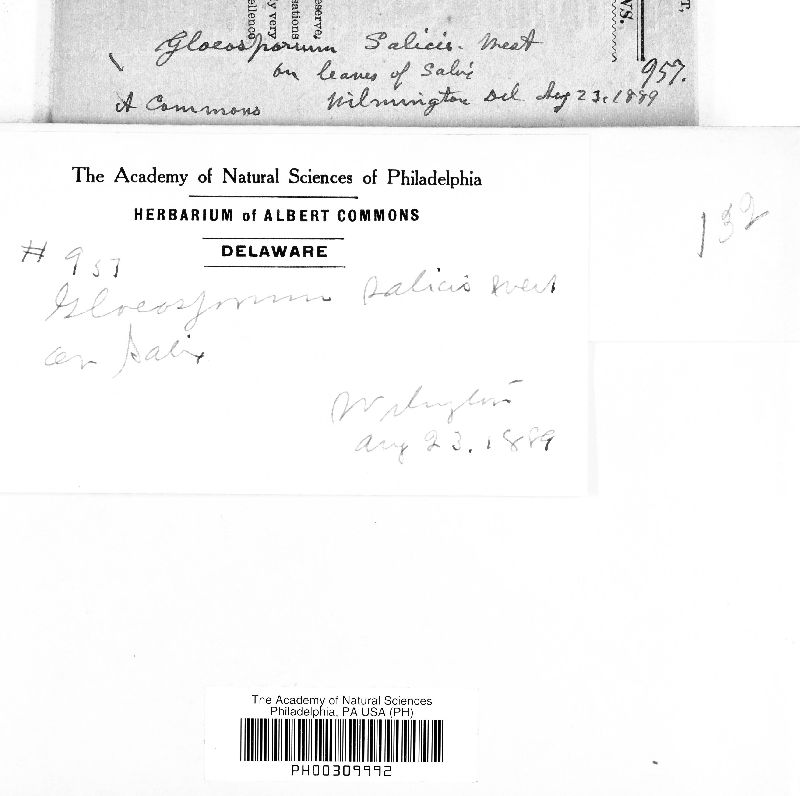 Gloeosporium Salicis. West
on leaves of Salix
957.
A Commons Wilmington Del Aug 23, 1889
The Academy of Natural Sciences of Philadelphia
HERBARIUM of ALBERT COMMONS
DELAWARE
# 957
Gloeosporium salicis West
on Salix
Aug 23, 1889
132
The Academy of Natural Sciences
Philadelphia, PA USA (PH)
PH00309992